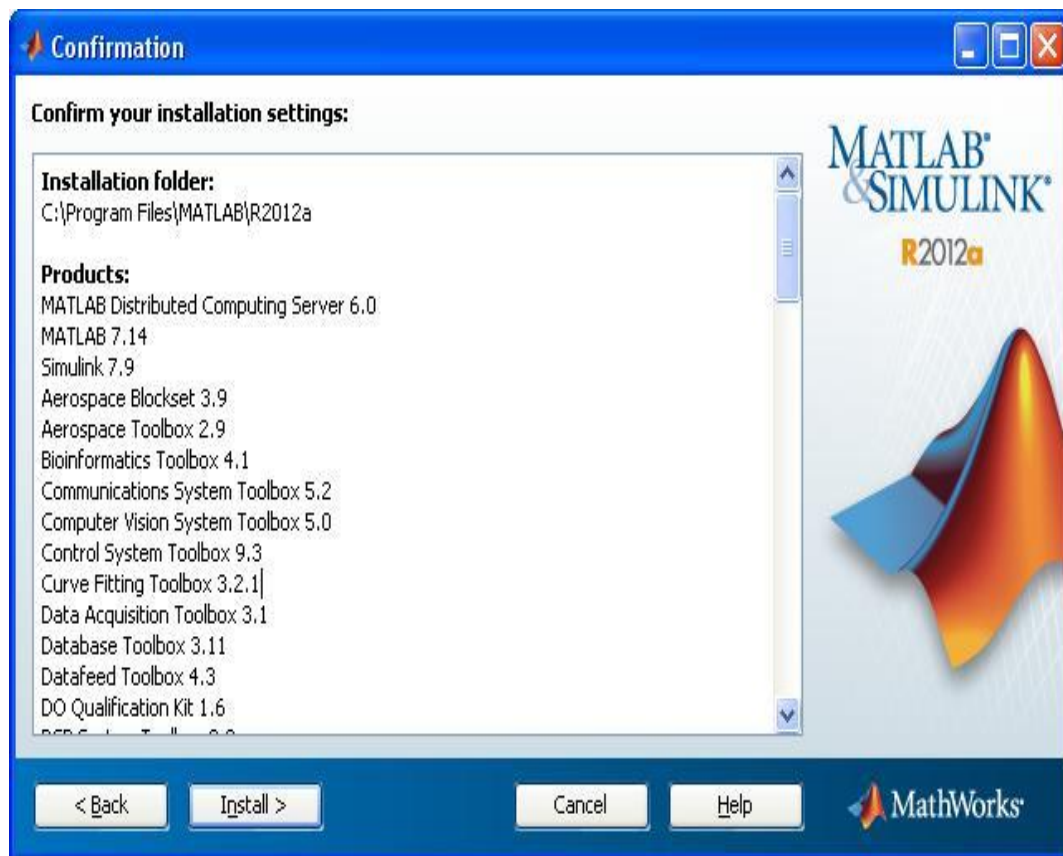 Confirmation
Confirm your installation settings:
Installation folder:
C:\Program Files\MATLAB\R2012a
Products:
MATLAB Distributed Computing Server 6.0
MATLAB 7.14
Simulink 7.9
Aerospace Blockset 3.9
Aerospace Toolbox 2.9
Bioinformatics Toolbox 4.1
Communications System Toolbox 5.2
Computer Vision System Toolbox 5.0
Control System Toolbox 9.3
Curve Fitting Toolbox 3.2.1
Data Acquisition Toolbox 3.1
Database Toolbox 3.11
Datafeed Toolbox 4.3
DO Qualification Kit 1.6
MATLAB®
&SIMULINK®
R2012a
< Back
Install >
Cancel
Help
MathWorks®